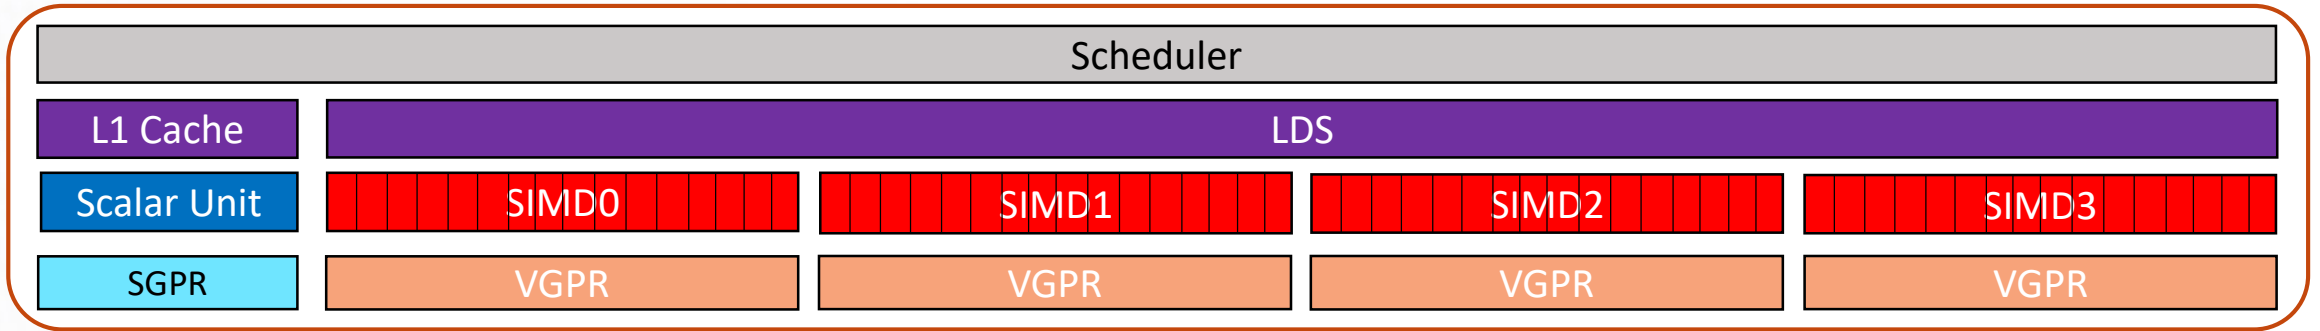 Scheduler
L1 Cache LDS
Scalar Unit SIMD0 SIMD1 SIMD2 SIMD3
SGPR VGPR VGPR VGPR VGPR